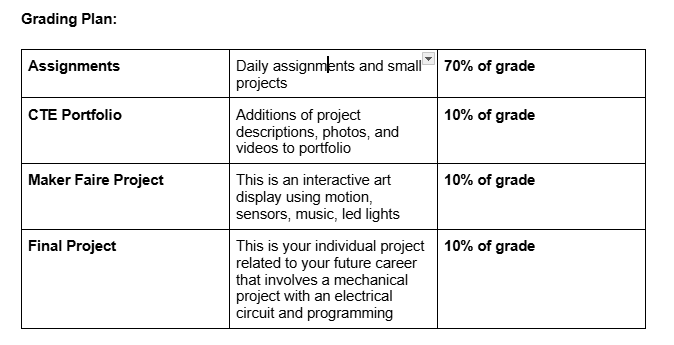 Grading Plan:
Assignments
Daily assignments and small
projects
70% of grade
CTE Portfolio
Additions of project
descriptions, photos, and
videos to portfolio
10% of grade
Maker Faire Project
This is an interactive art
display using motion,
sensors, music, led lights
10% of grade
Final Project
This is your individual project
related to your future career
that involves a mechanical
project with an electrical
circuit and programming
10% of grade